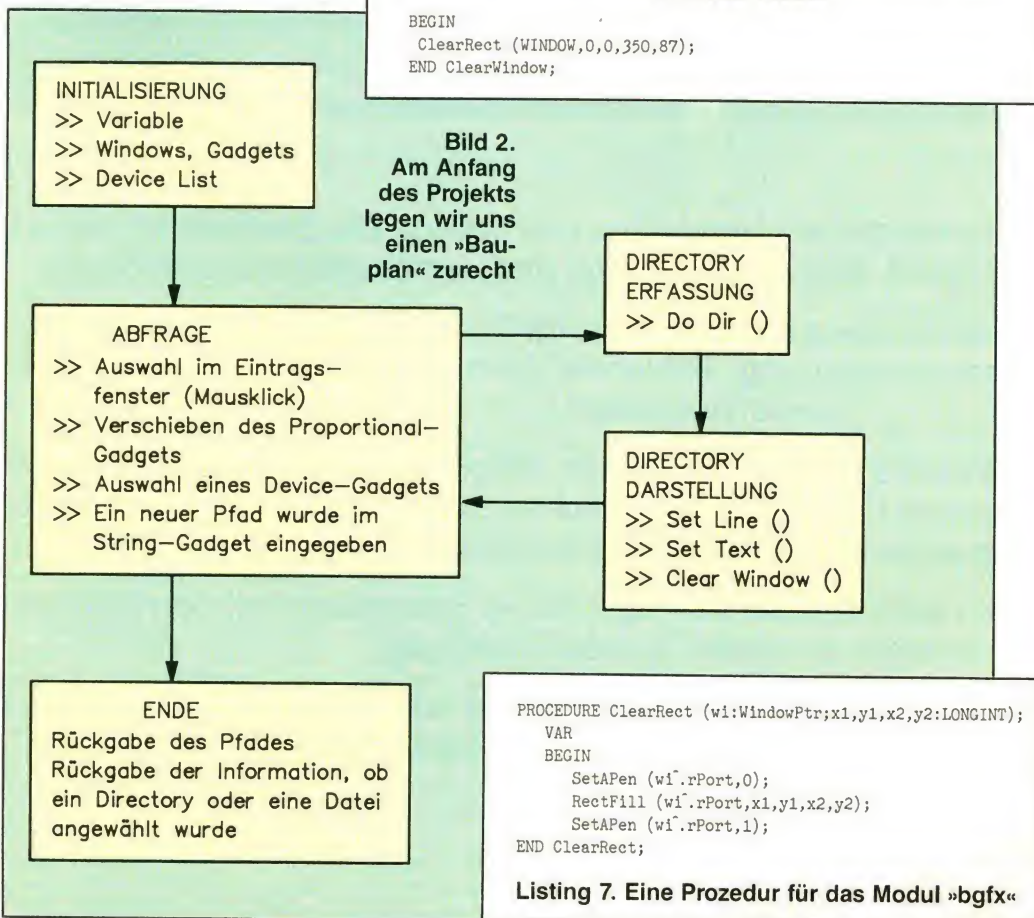 BEGIN
ClearRect (WINDOW,0,0,350,87);
END ClearWindow;
INITIALISIERUNG
>> Variable
>> Windows, Gadgets
>> Device List
Bild 2.
Am Anfang
des Projekts
legen wir uns
einen »Bau-
plan« zurecht
ABFRAGE
>> Auswahl im Eintrags-
fenster (Mausklick)
>> Verschieben des Proportional-
Gadgets
>> Auswahl eines Device-Gadgets
>> Ein neuer Pfad wurde im
String-Gadget eingegeben
DIRECTORY
ERFASSUNG
>> Do Dir ()
DIRECTORY
DARSTELLUNG
>> Set Line ()
>> Set Text ()
>> Clear Window ()
ENDE
Rückgabe des Pfades
Rückgabe der Information, ob
ein Directory oder eine Datei
angewählt wurde
PROCEDURE ClearRect (wi:WindowPtr;x1,y1,x2,y2:LONGINT);
VAR
BEGIN
SetAPen (wi^.rPort,0);
RectFill (wi^.rPort,x1,y1,x2,y2);
SetAPen (wi^.rPort,1);
END ClearRect;
Listing 7. Eine Prozedur für das Modul »bgfx«